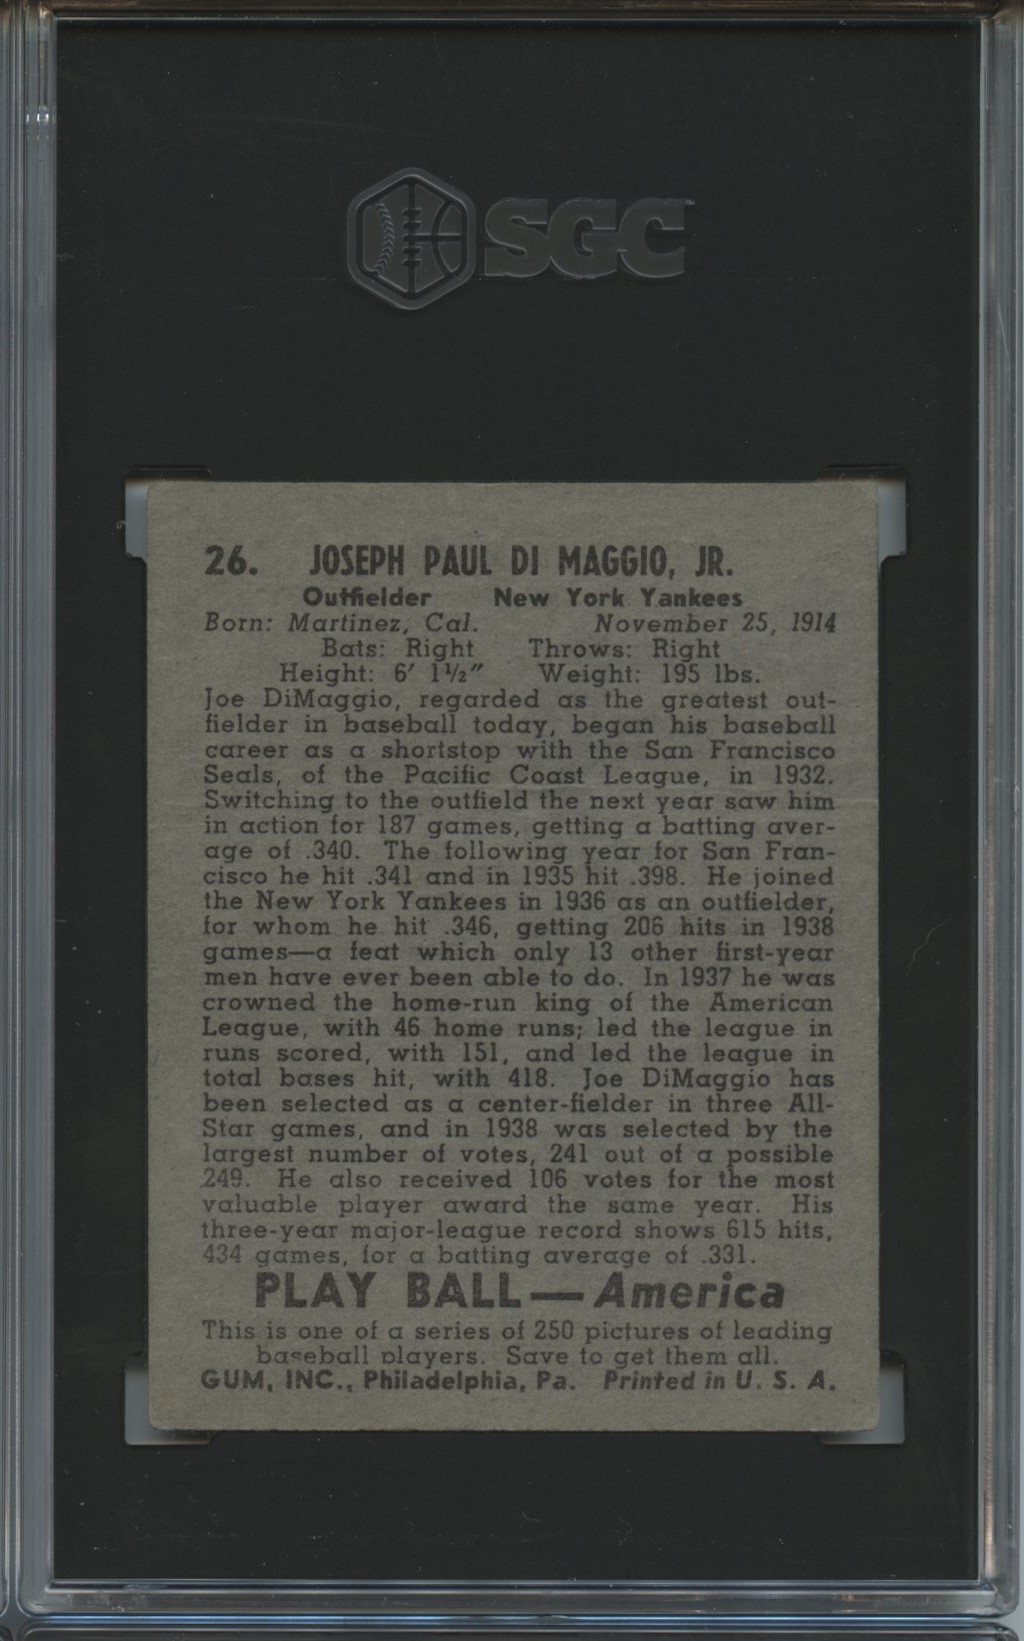 SGC
26. JOSEPH PAUL DI MAGGIO, JR.
Outfielder New York Yankees
Born: Martinez, Cal. November 25, 1914
Bats: Right Throws: Right
Height: 6' 1½" Weight: 195 lbs.
Joe DiMaggio, regarded as the greatest out-
fielder in baseball today, began his baseball
career as a shortstop with the San Francisco
Seals, of the Pacific Coast League, in 1932.
Switching to the outfield the next year saw him
in action for 187 games, getting a batting aver-
age of .340. The following year for San Fran-
cisco he hit .341 and in 1935 hit .398. He joined
the New York Yankees in 1936 as an outfielder,
for whom he hit .346, getting 206 hits in 1938
games—a feat which only 13 other first-year
men have ever been able to do. In 1937 he was
crowned the home-run king of the American
League, with 46 home runs; led the league in
runs scored, with 151, and led the league in
total bases hit, with 418. Joe DiMaggio has
been selected as a center-fielder in three All-
Star games, and in 1938 was selected by the
largest number of votes, 241 out of a possible
249. He also received 106 votes for the most
valuable player award the same year. His
three-year major-league record shows 615 hits,
434 games, for a batting average of .331.
PLAY BALL—America
This is one of a series of 250 pictures of leading
baseball players. Save to get them all.
GUM, INC., Philadelphia, Pa. Printed in U. S. A.